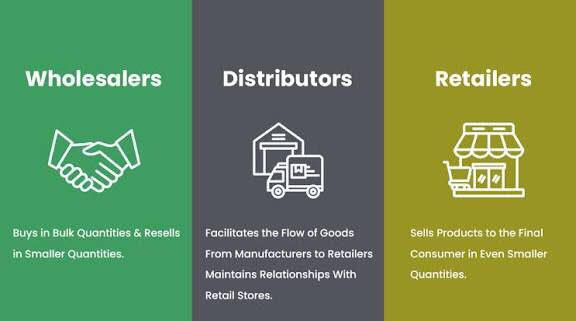 Wholesalers
Buys in Bulk Quantities & Resells
in Smaller Quantities.
Distributors
Facilitates the Flow of Goods
From Manufacturers to Retailers
Maintains Relationships With
Retail Stores.
Retailers
Sells Products to the Final
Consumer in Even Smaller
Quantities.